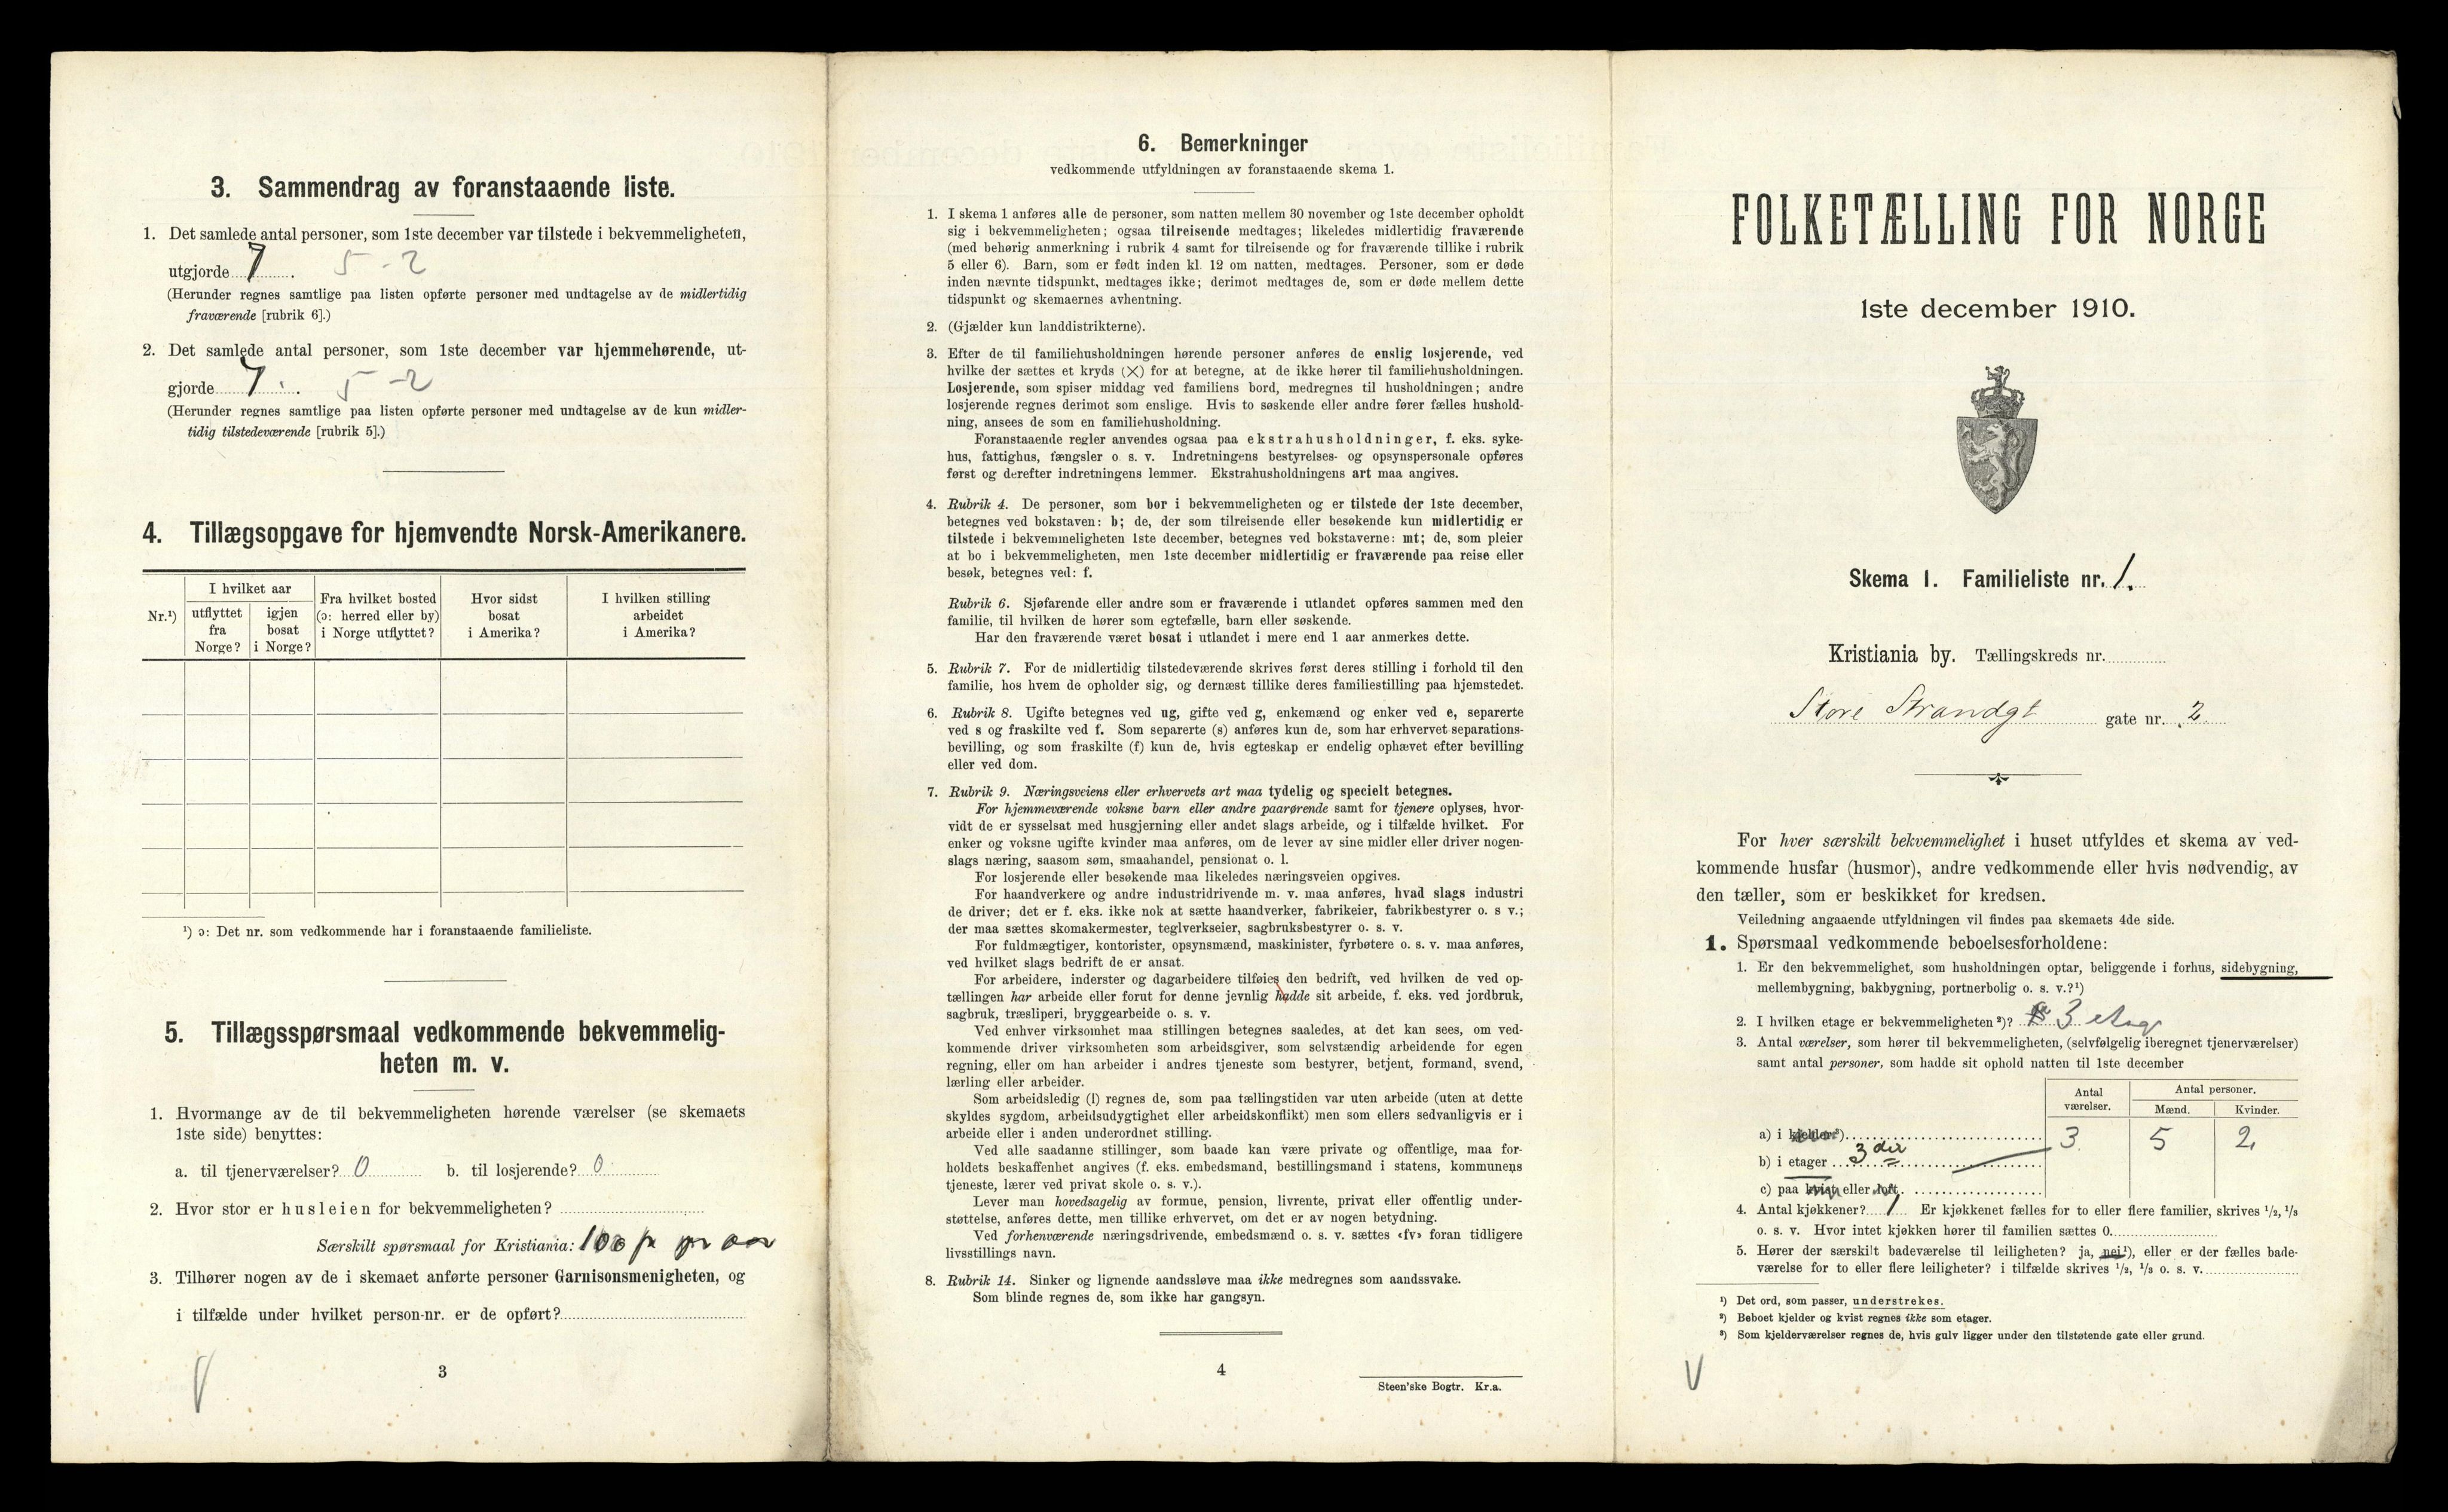 3. Sammendrag av foranstaaende liste.
1. Det samlede antal personer, som 1ste december var tilstede i bekvemmeligheten,
utgjorde 7. 5 - 2
(Herunder regnes samtlige paa listen opførte personer med undtagelse av de midlertidig
fraværende [rubrik 6].)
2. Det samlede antal personer, som 1ste december var hjemmehørende, ut-
gjorde 7. 5 - 2
(Herunder regnes samtlige paa listen opførte personer med undtagelse av de kun midler-
tidig tilstedeværende [rubrik 5].)
4. Tillægsopgave for hjemvendte Norsk-Amerikanere.
Nr.¹)
I hvilket aar
utflyttet fra Norge?
igjen bosat i Norge?
Fra hvilket bosted (ɔ: herred eller by) i Norge utflyttet?
Hvor sidst bosat i Amerika?
I hvilken stilling arbeidet i Amerika?
¹) ɔ: Det nr. som vedkommende har i foranstaaende familieliste.
5. Tillægsspørsmaal vedkommende bekvemmelig-
heten m. v.
1. Hvormange av de til bekvemmeligheten hørende værelser (se skemaets
1ste side) benyttes:
a. til tjenerværelser? 0 b. til losjerende? 0
2. Hvor stor er husleien for bekvemmeligheten?
Særskilt spørsmaal for Kristiania: pr aar
3. Tilhører nogen av de i skemaet anførte personer Garnisonsmenigheten, og
i tilfælde under hvilket person-nr. er de opført?
3
6. Bemerkninger
vedkommende utfyldningen av foranstaaende skema 1.
1. I skema 1 anføres alle de personer, som natten mellem 30 november og 1ste december opholdt
sig i bekvemmeligheten; ogsaa tilreisende medtages; likeledes midlertidig fraværende
(med behørig anmerkning i rubrik 4 samt for tilreisende og for fraværende tillike i rubrik
5 eller 6). Barn, som er født inden kl. 12 om natten, medtages. Personer, som er døde
inden nævnte tidspunkt, medtages ikke; derimot medtages de, som er døde mellem dette
tidspunkt og skemaernes avhentning.
2. (Gjælder kun landdistrikterne).
3. Efter de til familiehusholdningen hørende personer anføres de enslig losjerende, ved
hvilke der sættes et kryds (×) for at betegne, at de ikke hører til familiehusholdningen.
Losjerende, som spiser middag ved familiens bord, medregnes til husholdningen; andre
losjerende regnes derimot som enslige. Hvis to søskende eller andre fører fælles hushold-
ning, ansees de som en familiehusholdning.
Foranstaaende regler anvendes ogsaa paa ekstrahusholdninger, f. eks. syke-
hus, fattighus, fængsler o. s. v. Indretningens bestyrelses- og opsynspersonale opføres
først og derefter indretningens lemmer. Ekstrahusholdningens art maa angives.
4. Rubrik 4. De personer, som bor i bekvemmeligheten og er tilstede der 1ste december,
betegnes ved bokstaven: b; de, der som tilreisende eller besøkende kun midlertidig er
tilstede i bekvemmeligheten 1ste december, betegnes ved bokstaverne: mt; de, som pleier
at bo i bekvemmeligheten, men 1ste december midlertidig er fraværende paa reise eller
besøk, betegnes ved: f.
Rubrik 6. Sjøfarende eller andre som er fraværende i utlandet opføres sammen med den
familie, til hvilken de hører som egtefælle, barn eller søskende.
Har den fraværende været bosat i utlandet i mere end 1 aar anmerkes dette.
5. Rubrik 7. For de midlertidig tilstedeværende skrives først deres stilling i forhold til den
familie, hos hvem de opholder sig, og dernæst tillike deres familiestilling paa hjemstedet.
6. Rubrik 8. Ugifte betegnes ved ug, gifte ved g, enkemænd og enker ved e, separerte
ved s og fraskilte ved f. Som separerte (s) anføres kun de, som har erhvervet separations-
bevilling, og som fraskilte (f) kun de, hvis egteskap er endelig ophævet efter bevilling
eller ved dom.
7. Rubrik 9. Næringsveiens eller erhvervets art maa tydelig og specielt betegnes.
For hjemmeværende voksne barn eller andre paarørende samt for tjenere oplyses, hvor-
vidt de er sysselsat med husgjerning eller andet slags arbeide, og i tilfælde hvilket. For
enker og voksne ugifte kvinder maa anføres, om de lever av sine midler eller driver nogen-
slags næring, saasom søm, smaahandel, pensionat o. l.
For losjerende eller besøkende maa likeledes næringsveien opgives.
For haandverkere og andre industridrivende m. v. maa anføres, hvad slags industri
de driver; det er f. eks. ikke nok at sætte haandverker, fabrikeier, fabrikbestyrer o. s v.;
der maa sættes skomakermester, teglverkseier, sagbruksbestyrer o. s. v.
For fuldmægtiger, kontorister, opsynsmænd, maskinister, fyrbøtere o. s. v. maa anføres,
ved hvilket slags bedrift de er ansat.
For arbeidere, inderster og dagarbeidere tilføies den bedrift, ved hvilken de ved op-
tællingen har arbeide eller forut for denne jevnlig hadde sit arbeide, f. eks. ved jordbruk,
sagbruk, træsliperi, bryggearbeide o. s. v.
Ved enhver virksomhet maa stillingen betegnes saaledes, at det kan sees, om ved-
kommende driver virksomheten som arbeidsgiver, som selvstændig arbeidende for egen
regning, eller om han arbeider i andres tjeneste som bestyrer, betjent, formand, svend,
lærling eller arbeider.
Som arbeidsledig (l) regnes de, som paa tællingstiden var uten arbeide (uten at dette
skyldes sygdom, arbeidsudygtighet eller arbeidskonflikt) men som ellers sedvanligvis er i
arbeide eller i anden underordnet stilling.
Ved alle saadanne stillinger, som baade kan være private og offentlige, maa for-
holdets beskaffenhet angives (f. eks. embedsmand, bestillingsmand i statens, kommunens
tjeneste, lærer ved privat skole o. s. v.).
Lever man hovedsagelig av formue, pension, livrente, privat eller offentlig under-
støttelse, anføres dette, men tillike erhvervet, om det er av nogen betydning.
Ved forhenværende næringsdrivende, embedsmænd o. s. v. sættes «fv» foran tidligere
livsstillings navn.
8. Rubrik 14. Sinker og lignende aandssløve maa ikke medregnes som aandssvake.
Som blinde regnes de, som ikke har gangsyn.
4
Steen'ske Bogtr. Kr.a.
FOLKETÆLLING FOR NORGE
1ste december 1910.
Skema 1. Familieliste nr. 1.
Kristiania by. Tællingskreds nr.
Store Strandgt gate nr. 2
For hver særskilt bekvemmelighet i huset utfyldes et skema av ved-
kommende husfar (husmor), andre vedkommende eller hvis nødvendig, av
den tæller, som er beskikket for kredsen.
Veiledning angaaende utfyldningen vil findes paa skemaets 4de side.
1. Spørsmaal vedkommende beboelsesforholdene:
1. Er den bekvemmelighet, som husholdningen optar, beliggende i forhus, sidebygning,
mellembygning, bakbygning, portnerbolig o. s. v.?¹)
2. I hvilken etage er bekvemmeligheten²)? 3 etag
3. Antal værelser, som hører til bekvemmeligheten, (selvfølgelig iberegnet tjenerværelser)
samt antal personer, som hadde sit ophold natten til 1ste december
Antal værelser.
Antal personer.
Mænd. Kvinder.
a) i kjelder³) 3 5 2
b) i etager 3 die
c) paa kvist eller loft
4. Antal kjøkkener? 1 Er kjøkkenet fælles for to eller flere familier, skrives ¹/₂, ¹/₃
o. s. v. Hvor intet kjøkken hører til familien sættes 0.
5. Hører der særskilt badeværelse til leiligheten? ja, nei¹), eller er der fælles bade-
værelse for to eller flere leiligheter? i tilfælde skrives ¹/₂, ¹/₃ o. s. v.
¹) Det ord, som passer, understrekes.
²) Beboet kjelder og kvist regnes ikke som etager.
³) Som kjelderværelser regnes de, hvis gulv ligger under den tilstøtende gate eller grund.